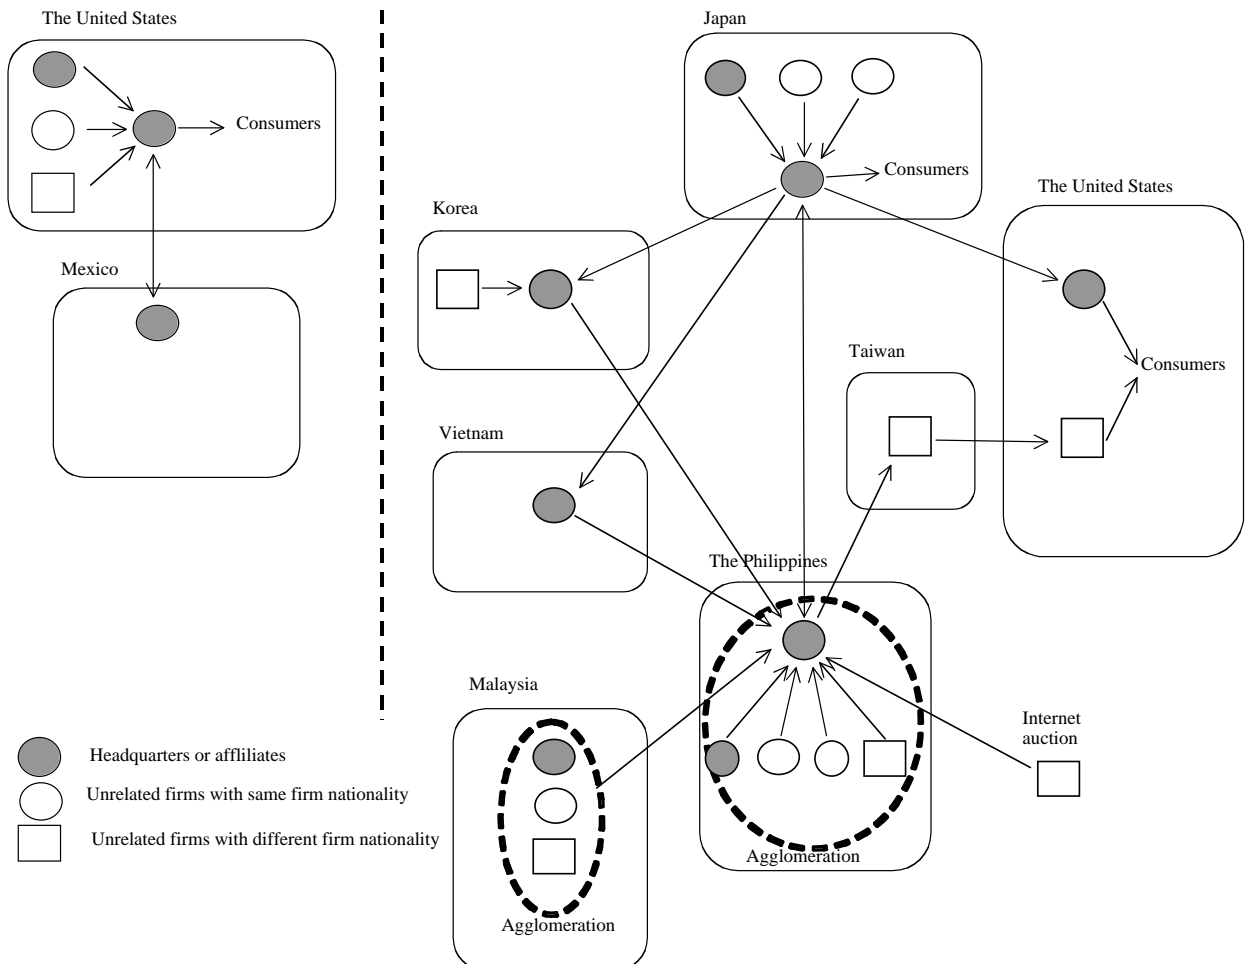 The United States
Consumers
Mexico
Japan
Consumers
Korea
The United States
Consumers
Taiwan
Vietnam
The Philippines
Agglomeration
Malaysia
Agglomeration
Internet
auction
Headquarters or affiliates
Unrelated firms with same firm nationality
Unrelated firms with different firm nationality